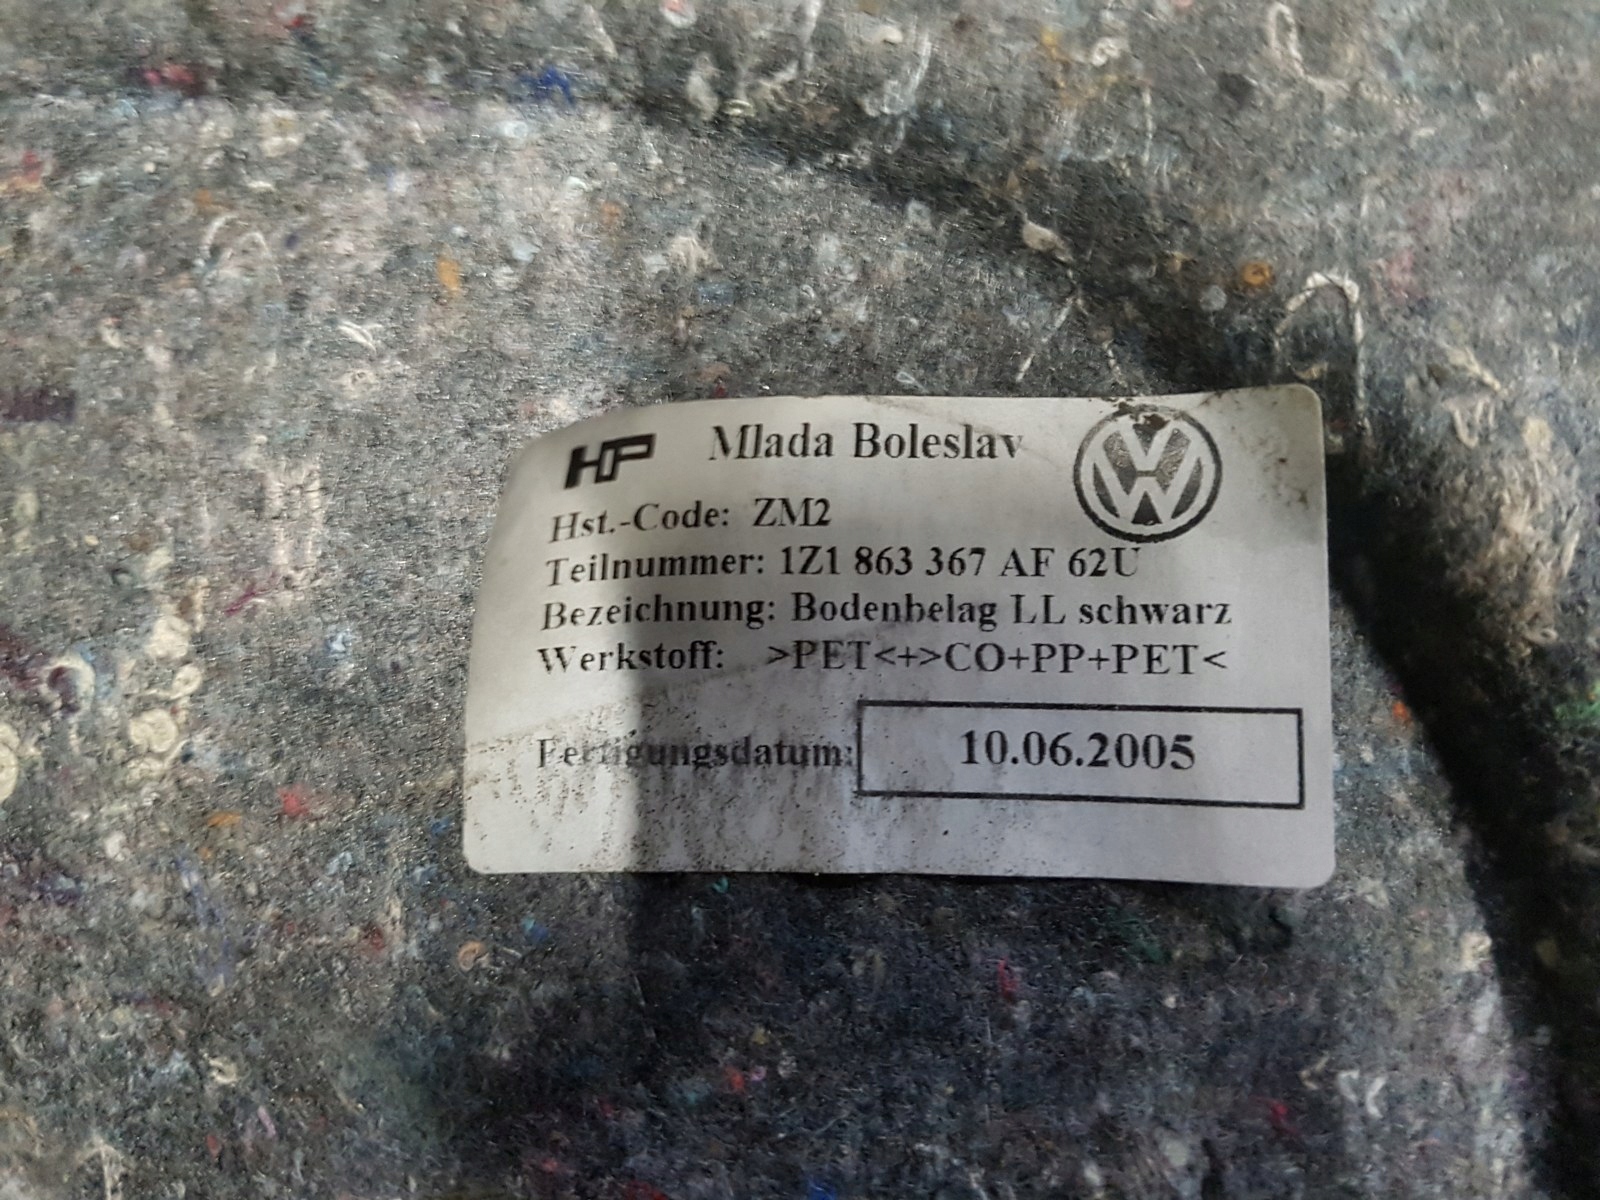 HP Mlada Boleslav
Hst.-Code: ZM2
Teilnummer: 1Z1 863 367 AF 62U
Bezeichnung: Bodenbelag LL schwarz
Werkstoff: >PET<+>CO+PP+PET<
Fertigungsdatum: 10.06.2005